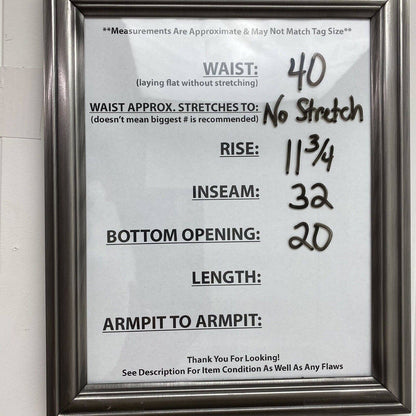 **Measurements Are Approximate & May Not Match Tag Size**
WAIST: 40
(laying flat without stretching)
WAIST APPROX. STRETCHES TO: No Stretch
(doesn't mean biggest # is recommended)
RISE: 11 3/4
INSEAM: 32
BOTTOM OPENING: 20
LENGTH:
ARMPIT TO ARMPIT:
Thank You For Looking!
See Description For Item Condition As Well As Any Flaws